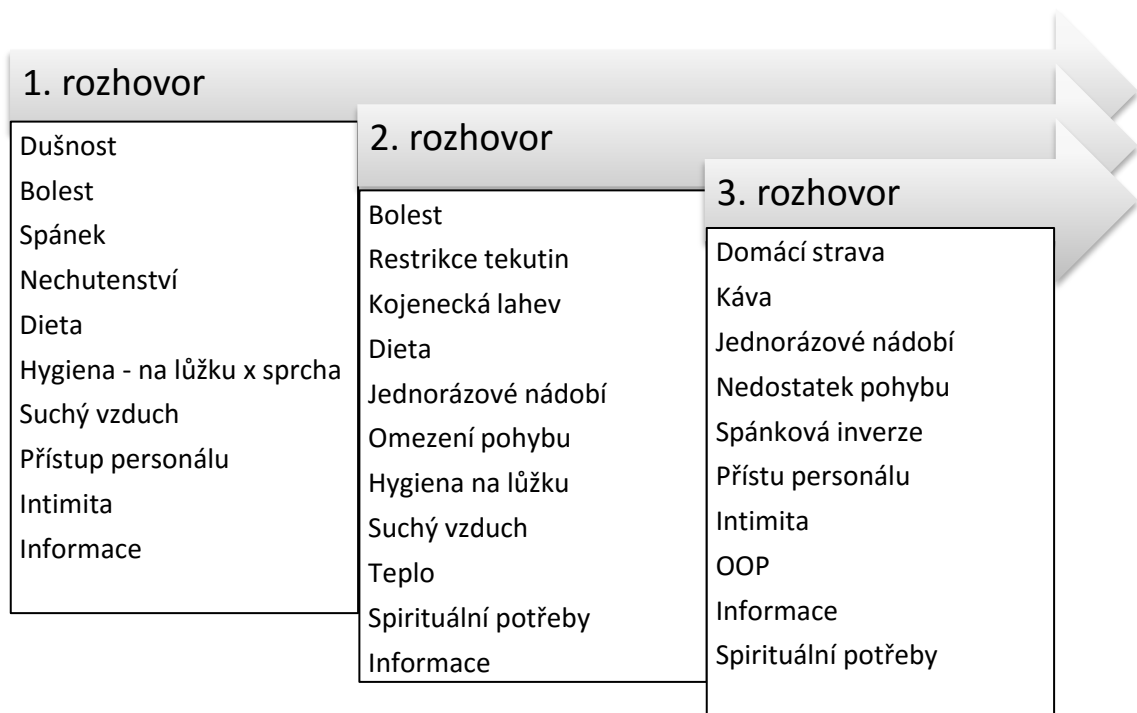 1. rozhovor
Dušnost
Bolest
Spánek
Nechutenství
Dieta
Hygiena - na lůžku x sprcha
Suchý vzduch
Přístup personálu
Intimita
Informace
2. rozhovor
Bolest
Restrikce tekutin
Kojenecká lahev
Dieta
Jednorázové nádobí
Omezení pohybu
Hygiena na lůžku
Suchý vzduch
Teplo
Spirituální potřeby
Informace
3. rozhovor
Domácí strava
Káva
Jednorázové nádobí
Nedostatek pohybu
Spánková inverze
Přístu personálu
Intimita
OOP
Informace
Spirituální potřeby